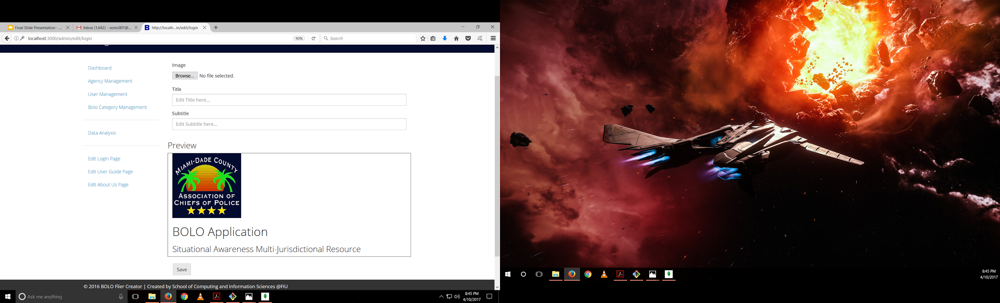 Final Slide Presentation - ...
Inbox (1,642) - vesto001@...
http://localh...in/edit/login
localhost:3000/admin/edit/login
90%
Search
Dashboard
Agency Management
User Management
Bolo Category Management
Data Analysis
Edit Login Page
Edit User Guide Page
Edit About Us Page
Image
Browse... No file selected.
Title
Edit Title here...
Subtitle
Edit Subtitle here...
Preview
MIAMI-DADE COUNTY
ASSOCIATION OF
CHIEFS OF POLICE
BOLO Application
Situational Awareness Multi-Jurisdictional Resource
Save
© 2016 BOLO Flier Creator | Created by School of Computing and Information Sciences @FIU
Ask me anything
8:45 PM
4/10/2017
8:45 PM
4/10/2017